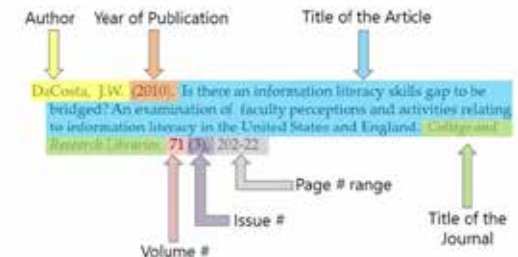 Author Year of Publication Title of the Article
DaCosta, J.W. (2010). Is there an information literacy skills gap to be
bridged? An examination of faculty perceptions and activities relating
to information literacy in the United States and England. College and
Research Libraries, 71 (3), 202-22
Page # range
Issue #
Volume #
Title of the
Journal